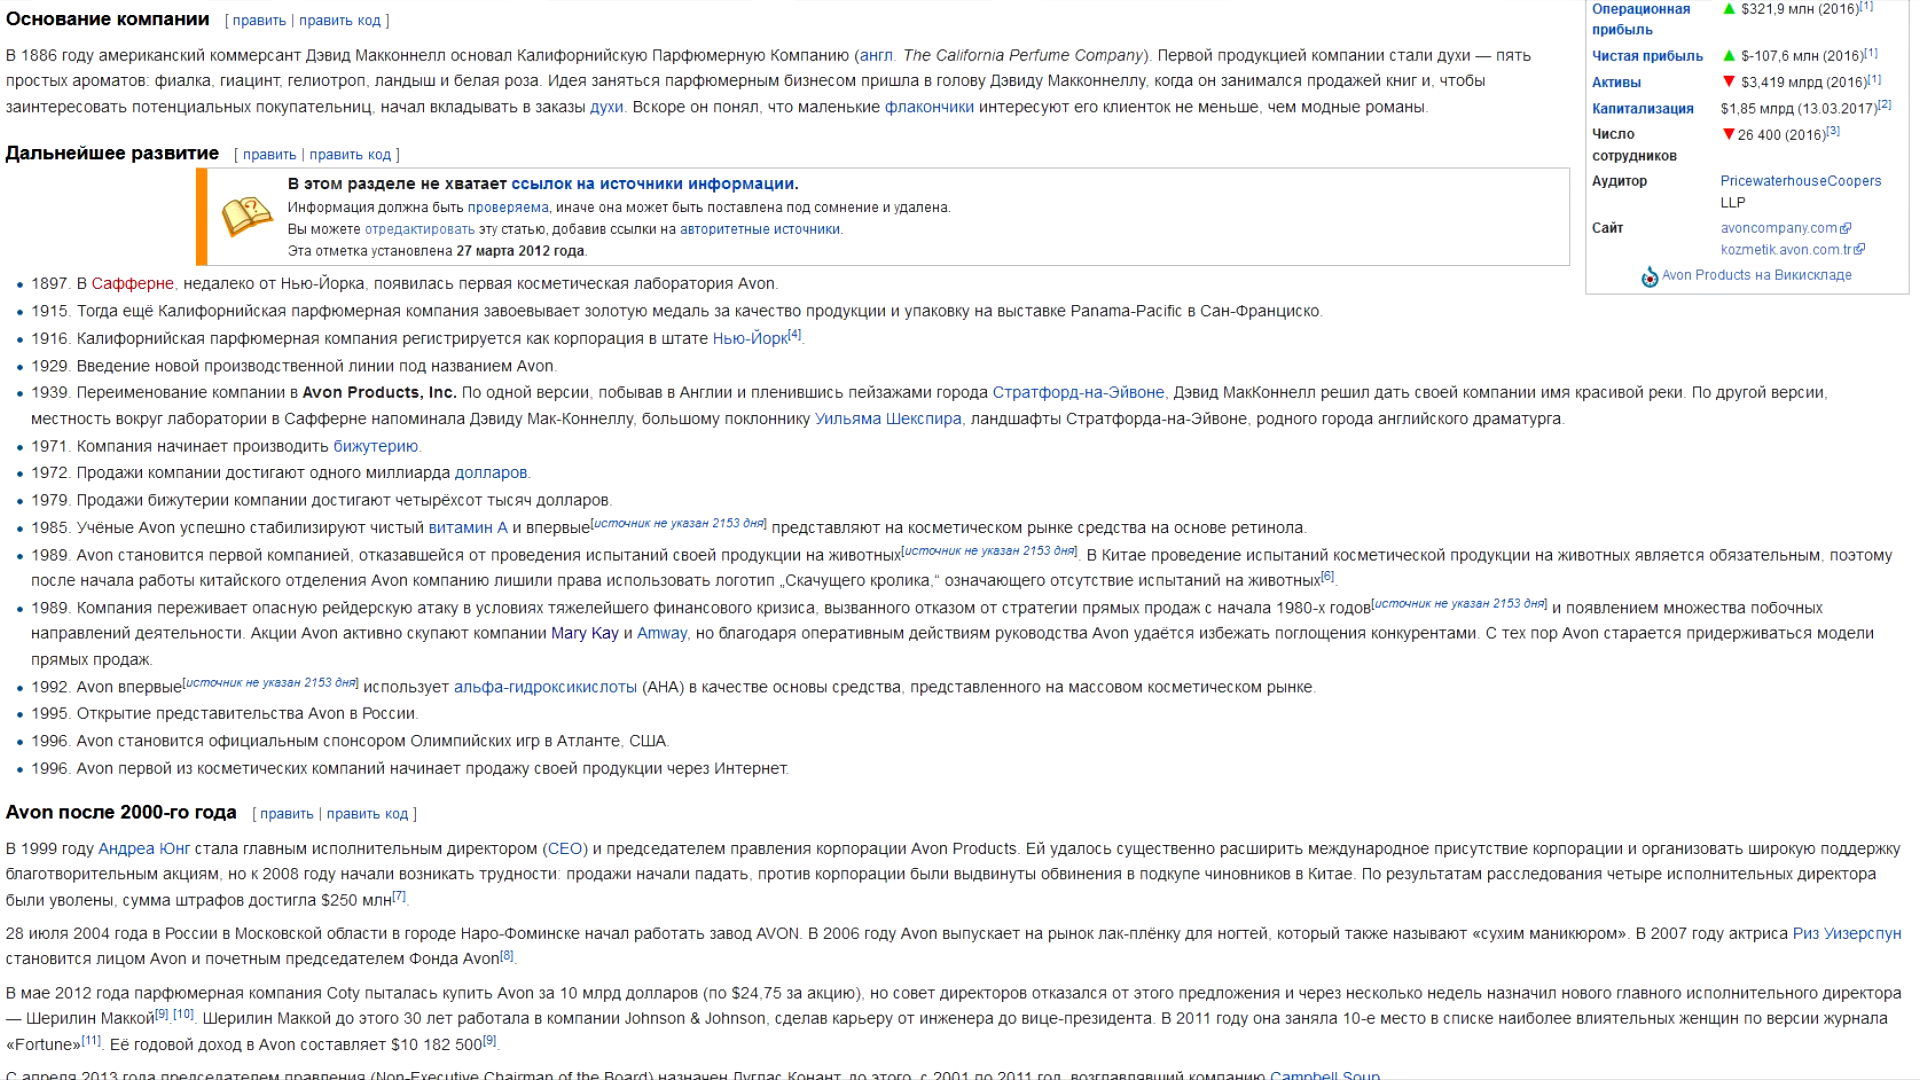 Основание компании [ править | править код ]
В 1886 году американский коммерсант Дэвид Макконнелл основал Калифорнийскую Парфюмерную Компанию (англ. The California Perfume Company). Первой продукцией компании стали духи — пять
простых ароматов: фиалка, гиацинт, гелиотроп, ландыш и белая роза. Идея заняться парфюмерным бизнесом пришла в голову Дэвиду Макконнеллу, когда он занимался продажей книг и, чтобы
заинтересовать потенциальных покупательниц, начал вкладывать в заказы духи. Вскоре он понял, что маленькие флакончики интересуют его клиенток не меньше, чем модные романы.
Дальнейшее развитие [ править | править код ]
В этом разделе не хватает ссылок на источники информации.
Информация должна быть проверяема, иначе она может быть поставлена под сомнение и удалена.
Вы можете отредактировать эту статью, добавив ссылки на авторитетные источники.
Эта отметка установлена 27 марта 2012 года.
1897. В Сафферне, недалеко от Нью-Йорка, появилась первая косметическая лаборатория Avon.
1915. Тогда ещё Калифорнийская парфюмерная компания завоевывает золотую медаль за качество продукции и упаковку на выставке Panama-Pacific в Сан-Франциско.
1916. Калифорнийская парфюмерная компания регистрируется как корпорация в штате Нью-Йорк[4].
1929. Введение новой производственной линии под названием Avon.
1939. Переименование компании в Avon Products, Inc. По одной версии, побывав в Англии и пленившись пейзажами города Стратфорд-на-Эйвоне, Дэвид МакКоннелл решил дать своей компании имя красивой реки. По другой версии,
местность вокруг лаборатории в Сафферне напоминала Дэвиду Мак-Коннеллу, большому поклоннику Уильяма Шекспира, ландшафты Стратфорда-на-Эйвоне, родного города английского драматурга.
1971. Компания начинает производить бижутерию.
1972. Продажи компании достигают одного миллиарда долларов.
1979. Продажи бижутерии компании достигают четырёхсот тысяч долларов.
1985. Учёные Avon успешно стабилизируют чистый витамин А и впервые[источник не указан 2153 дня] представляют на косметическом рынке средства на основе ретинола.
1989. Avon становится первой компанией, отказавшейся от проведения испытаний своей продукции на животных[источник не указан 2153 дня]. В Китае проведение испытаний косметической продукции на животных является обязательным, поэтому
после начала работы китайского отделения Avon компанию лишили права использовать логотип „Скачущего кролика,“ означающего отсутствие испытаний на животных[6].
1989. Компания переживает опасную рейдерскую атаку в условиях тяжелейшего финансового кризиса, вызванного отказом от стратегии прямых продаж с начала 1980-х годов[источник не указан 2153 дня] и появлением множества побочных
направлений деятельности. Акции Avon активно скупают компании Mary Kay и Amway, но благодаря оперативным действиям руководства Avon удаётся избежать поглощения конкурентами. С тех пор Avon старается придерживаться модели
прямых продаж.
1992. Avon впервые[источник не указан 2153 дня] использует альфа-гидроксикислоты (АНА) в качестве основы средства, представленного на массовом косметическом рынке.
1995. Открытие представительства Avon в России.
1996. Avon становится официальным спонсором Олимпийских игр в Атланте, США.
1996. Avon первой из косметических компаний начинает продажу своей продукции через Интернет.
Avon после 2000-го года [ править | править код ]
В 1999 году Андреа Юнг стала главным исполнительным директором (CEO) и председателем правления корпорации Avon Products. Ей удалось существенно расширить международное присутствие корпорации и организовать широкую поддержку
благотворительным акциям, но к 2008 году начали возникать трудности: продажи начали падать, против корпорации были выдвинуты обвинения в подкупе чиновников в Китае. По результатам расследования четыре исполнительных директора
были уволены, сумма штрафов достигла $250 млн[7].
28 июля 2004 года в России в Московской области в городе Наро-Фоминске начал работать завод AVON. В 2006 году Avon выпускает на рынок лак-плёнку для ногтей, который также называют «сухим маникюром». В 2007 году актриса Риз Уизерспун
становится лицом Avon и почетным председателем Фонда Avon[8].
В мае 2012 года парфюмерная компания Coty пыталась купить Avon за 10 млрд долларов (по $24,75 за акцию), но совет директоров отказался от этого предложения и через несколько недель назначил нового главного исполнительного директора
— Шерилин Маккой[9] [10]. Шерилин Маккой до этого 30 лет работала в компании Johnson & Johnson, сделав карьеру от инженера до вице-президента. В 2011 году она заняла 10-е место в списке наиболее влиятельных женщин по версии журнала
«Fortune»[11]. Её годовой доход в Avon составляет $10 182 500[9].
С апреля 2013 года председателем правления (Non-Executive Chairman of the Board) назначен Дуглас Конант, до этого, с 2001 по 2011 год, возглавлявший компанию Campbell Soup
Операционная ▲ $321,9 млн (2016)[1]
прибыль
Чистая прибыль ▲ $-107,6 млн (2016)[1]
Активы ▼ $3,419 млрд (2016)[1]
Капитализация $1,85 млрд (13.03.2017)[2]
Число ▼ 26 400 (2016)[3]
сотрудников
Аудитор PricewaterhouseCoopers
LLP
Сайт avoncompany.com
kozmetik.avon.com.tr
Avon Products на Викискладе